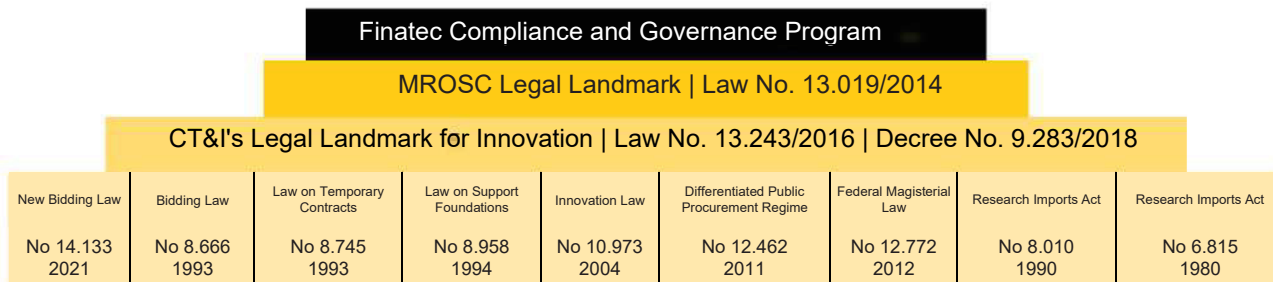 Finatec Compliance and Governance Program
MROSC Legal Landmark | Law No. 13.019/2014
CT&I's Legal Landmark for Innovation | Law No. 13.243/2016 | Decree No. 9.283/2018
New Bidding Law
No 14.133
2021
Bidding Law
No 8.666
1993
Law on Temporary
Contracts
No 8.745
1993
Law on Support
Foundations
No 8.958
1994
Innovation Law
No 10.973
2004
Differentiated Public
Procurement Regime
No 12.462
2011
Federal Magisterial
Law
No 12.772
2012
Research Imports Act
No 8.010
1990
Research Imports Act
No 6.815
1980